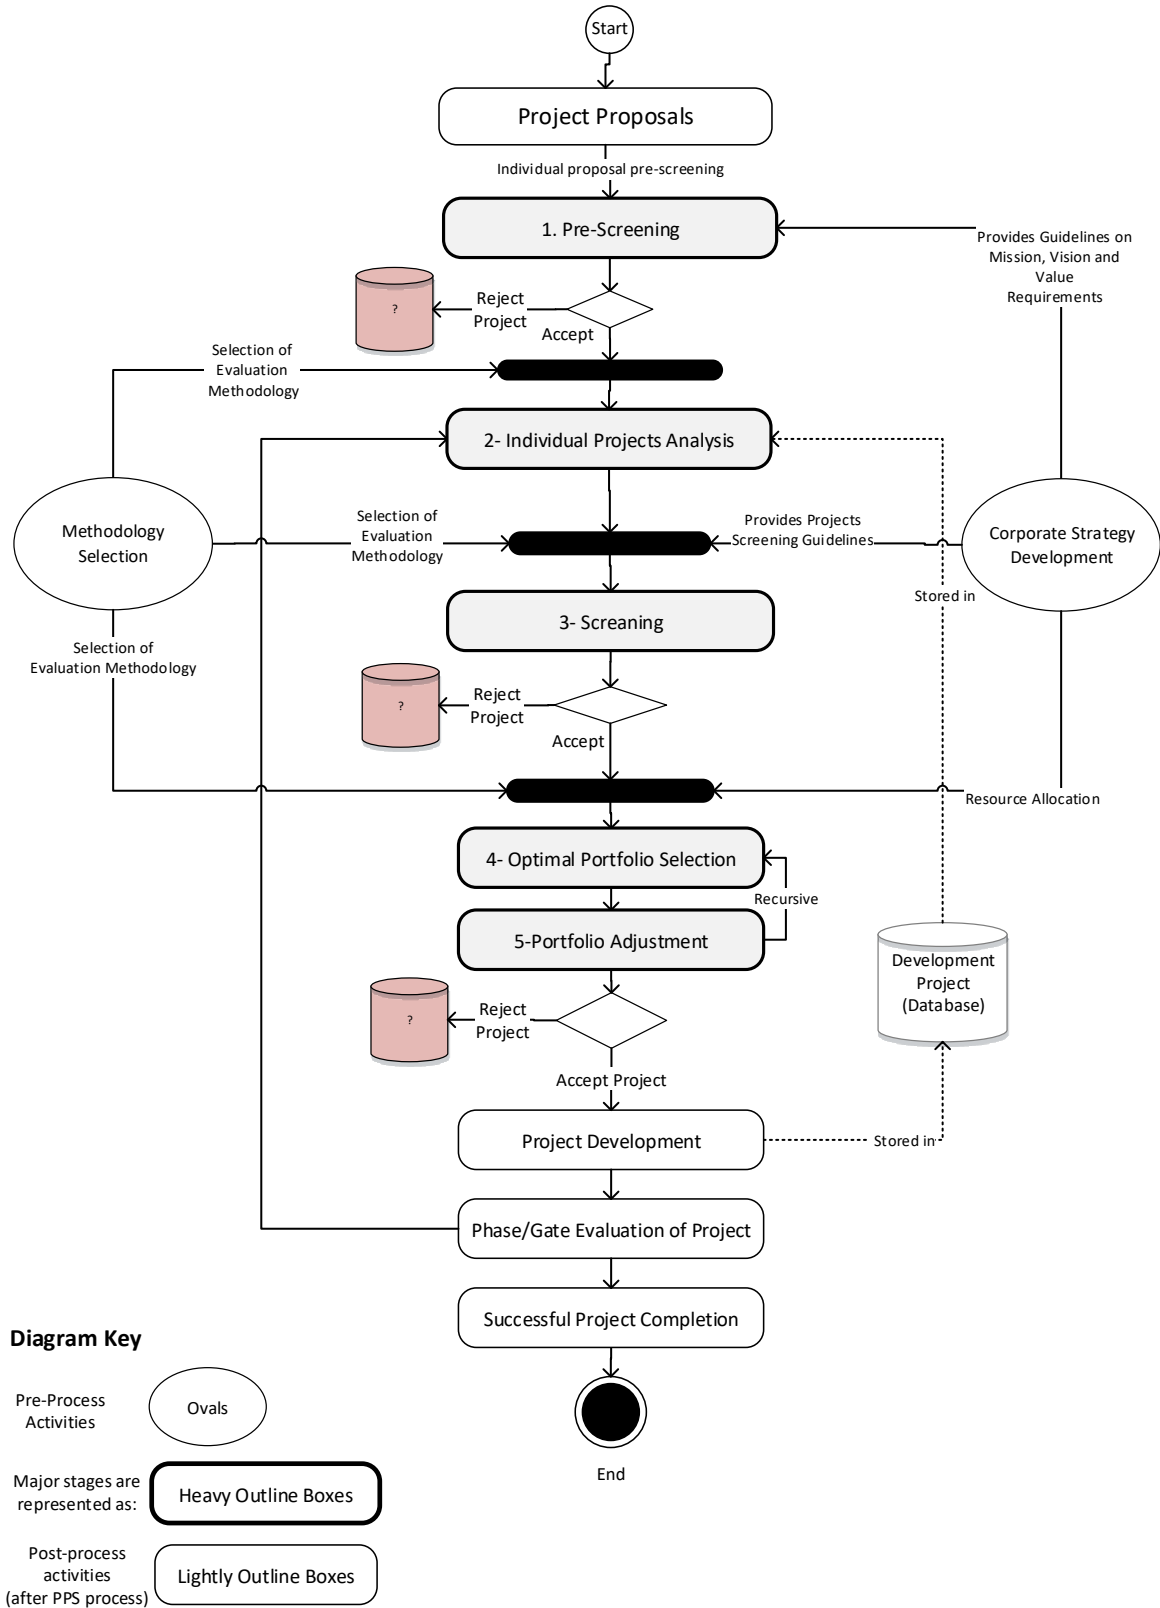 Start
Project Proposals
Individual proposal pre-screening
1. Pre-Screening
Provides Guidelines on
Mission, Vision and
Value
Requirements
?
Reject
Project
Accept
Selection of
Evaluation
Methodology
2- Individual Projects Analysis
Methodology
Selection
Selection of
Evaluation
Methodology
Provides Projects
Screening Guidelines
Corporate Strategy
Development
Stored in
3- Screaning
Selection of
Evaluation Methodology
?
Reject
Project
Accept
Resource Allocation
4- Optimal Portfolio Selection
Recursive
5-Portfolio Adjustment
Development
Project
(Database)
?
Reject
Project
Accept Project
Project Development
Stored in
Phase/Gate Evaluation of Project
Successful Project Completion
End
Diagram Key
Pre-Process
Activities
Ovals
Major stages are
represented as:
Heavy Outline Boxes
Post-process
activities
(after PPS process)
Lightly Outline Boxes